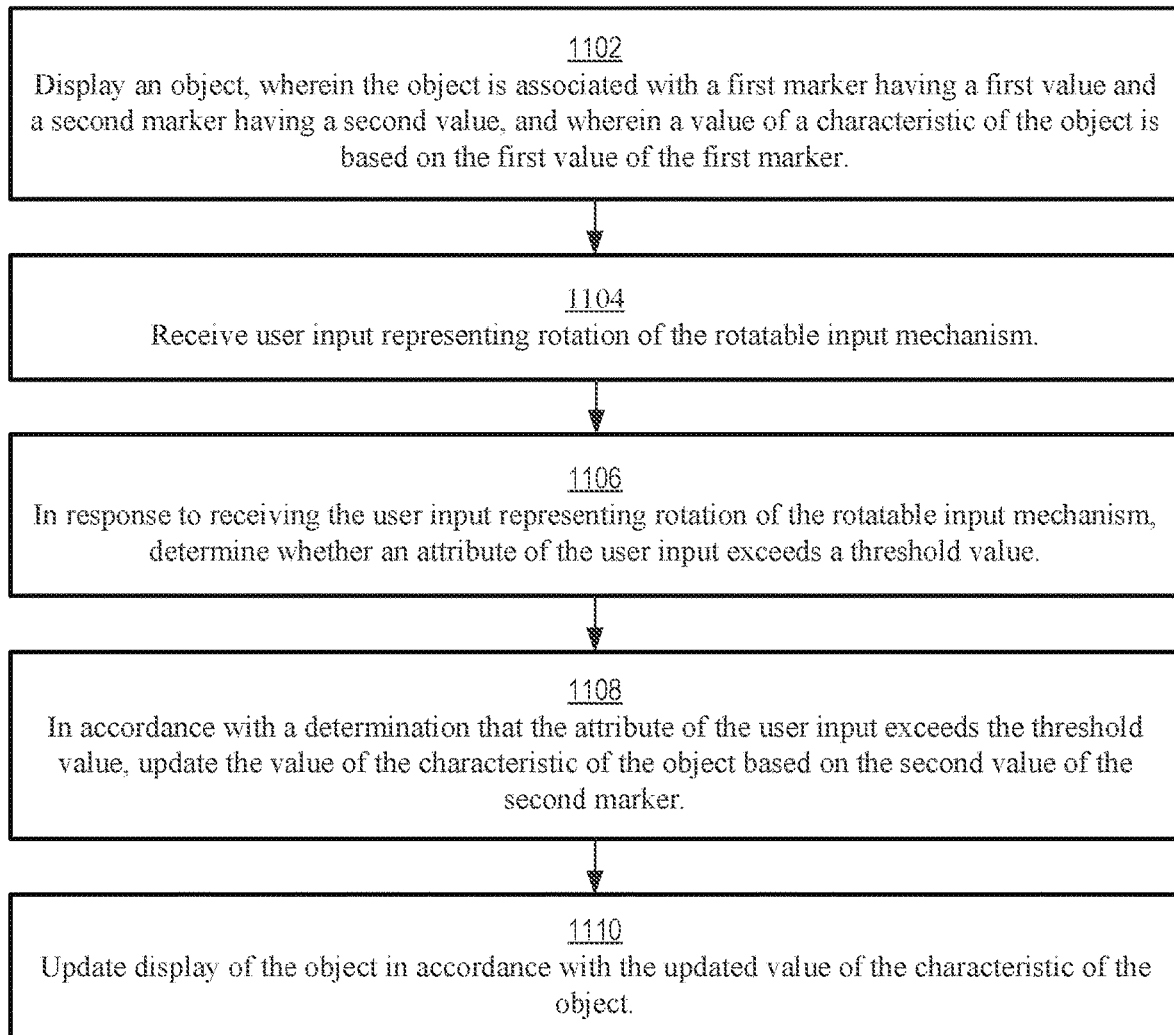 1102
Display an object, wherein the object is associated with a first marker having a first value and
a second marker having a second value, and wherein a value of a characteristic of the object is
based on the first value of the first marker.
1104
Receive user input representing rotation of the rotatable input mechanism.
1106
In response to receiving the user input representing rotation of the rotatable input mechanism,
determine whether an attribute of the user input exceeds a threshold value.
1108
In accordance with a determination that the attribute of the user input exceeds the threshold
value, update the value of the characteristic of the object based on the second value of the
second marker.
1110
Update display of the object in accordance with the updated value of the characteristic of the
object.